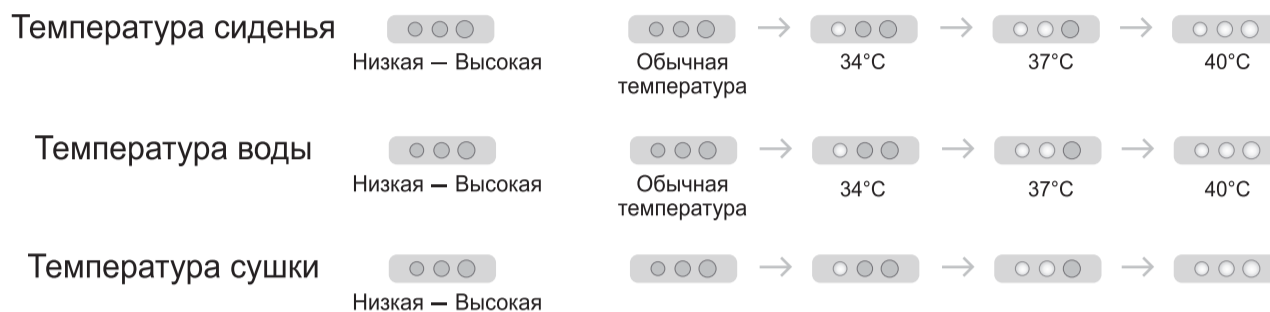 Температура сиденья
Низкая — Высокая
Обычная
температура
34°C
37°C
40°C
Температура воды
Низкая — Высокая
Обычная
температура
34°C
37°C
40°C
Температура сушки
Низкая — Высокая